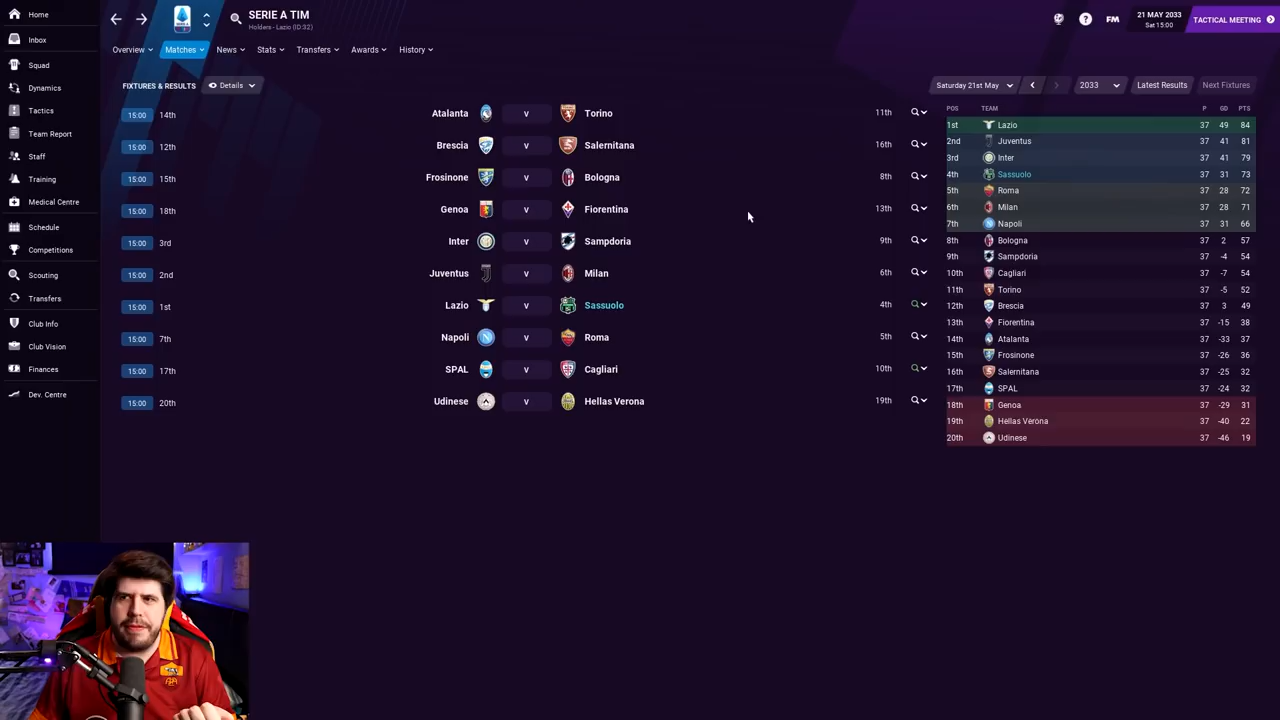 Home
Inbox
Squad
Dynamics
Tactics
Team Report
Staff
Training
Medical Centre
Schedule
Competitions
Scouting
Transfers
Club Info
Club Vision
Finances
Dev. Centre
SERIE A TIM
Holders - Lazio (ID:32)
FM
21 MAY 2033
Sat 15:00
TACTICAL MEETING
Overview Matches News Stats Transfers Awards History
FIXTURES & RESULTS Details
Saturday 21st May 2033 Latest Results Next Fixtures
15:00 14th Atalanta v Torino 11th
15:00 12th Brescia v Salernitana 16th
15:00 15th Frosinone v Bologna 8th
15:00 18th Genoa v Fiorentina 13th
15:00 3rd Inter v Sampdoria 9th
15:00 2nd Juventus v Milan 6th
15:00 1st Lazio v Sassuolo 4th
15:00 7th Napoli v Roma 5th
15:00 17th SPAL v Cagliari 10th
15:00 20th Udinese v Hellas Verona 19th
POS TEAM P GD PTS
1st Lazio 37 49 84
2nd Juventus 37 41 81
3rd Inter 37 41 79
4th Sassuolo 37 31 73
5th Roma 37 28 72
6th Milan 37 28 71
7th Napoli 37 31 66
8th Bologna 37 2 57
9th Sampdoria 37 -4 54
10th Cagliari 37 -7 54
11th Torino 37 -5 52
12th Brescia 37 3 49
13th Fiorentina 37 -15 38
14th Atalanta 37 -33 37
15th Frosinone 37 -26 36
16th Salernitana 37 -25 32
17th SPAL 37 -24 32
18th Genoa 37 -29 31
19th Hellas Verona 37 -40 22
20th Udinese 37 -46 19